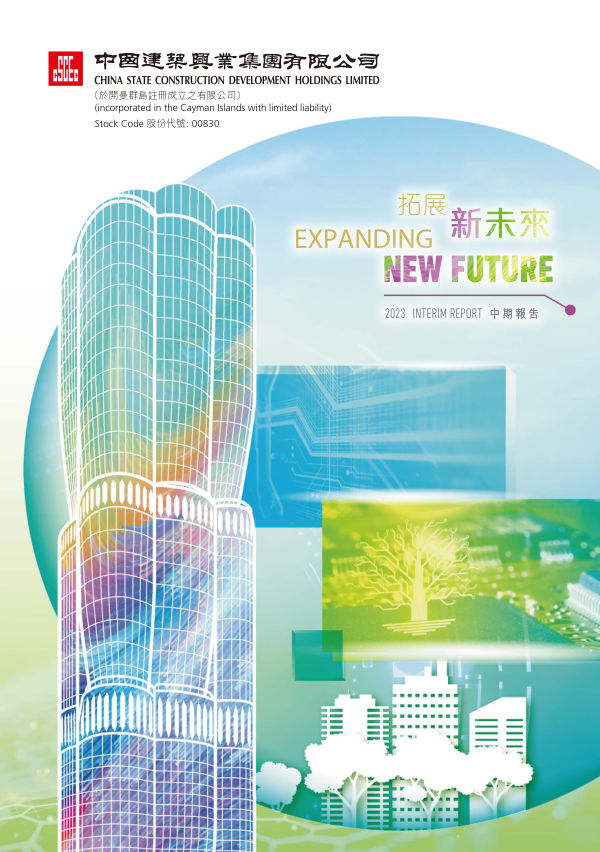 CSCEC
中國建築興業集團有限公司
CHINA STATE CONSTRUCTION DEVELOPMENT HOLDINGS LIMITED
(於開曼群島註冊成立之有限公司)
(incorporated in the Cayman Islands with limited liability)
Stock Code 股份代號: 00830
拓展
新未來
EXPANDING
NEW FUTURE
2023 INTERIM REPORT 中期報告